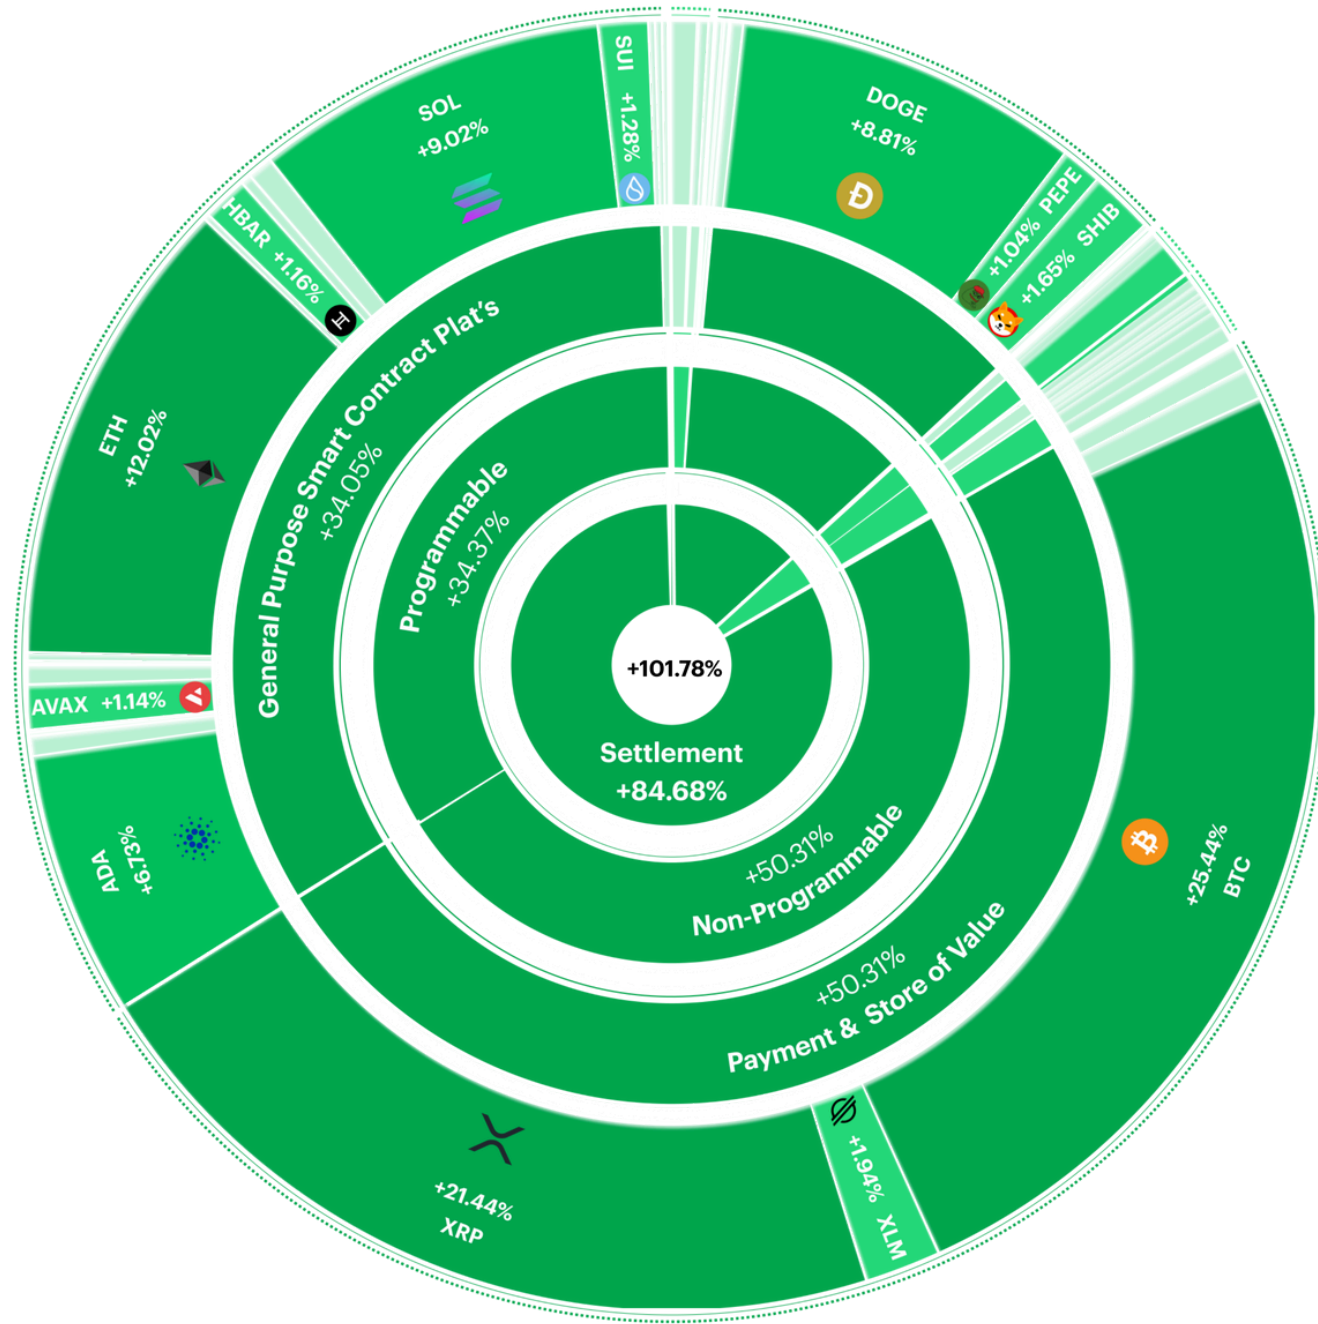 SOL
+9.02%
SUI +1.28%
DOGE
+8.81%
+1.04% PEPE
+1.65% SHIB
HBAR +1.16%
ETH
+12.02%
General Purpose Smart Contract Plat's
+34.05%
Programmable
+34.37%
+101.78%
Settlement
+84.68%
AVAX +1.14%
ADA
+6.73%
+50.31%
Non-Programmable
+50.31%
Payment & Store of Value
+25.44%
BTC
+1.94% XLM
+21.44%
XRP